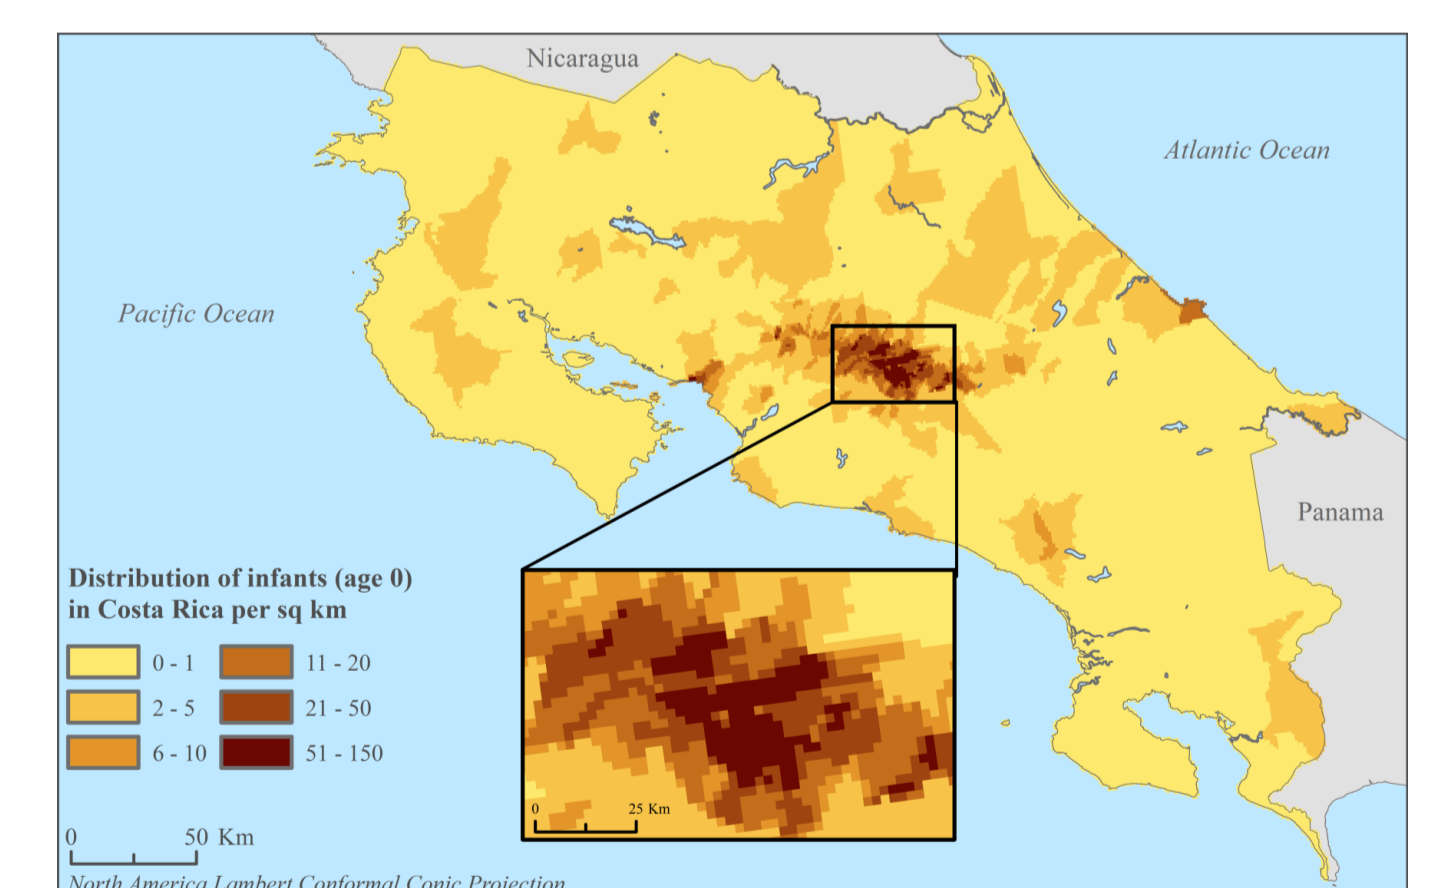 Nicaragua
Atlantic Ocean
Pacific Ocean
Panama
Distribution of infants (age 0)
in Costa Rica per sq km
0 - 1
11 - 20
2 - 5
21 - 50
6 - 10
51 - 150
0
25 Km
0
50 Km
North America Lambert Conformal Conic Projection